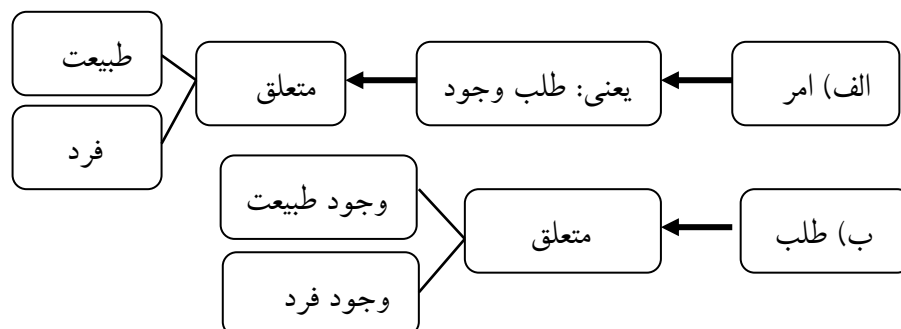 الف) امر
یعنی: طلب وجود
متعلق
طبیعت
فرد
ب) طلب
متعلق
وجود طبیعت
وجود فرد